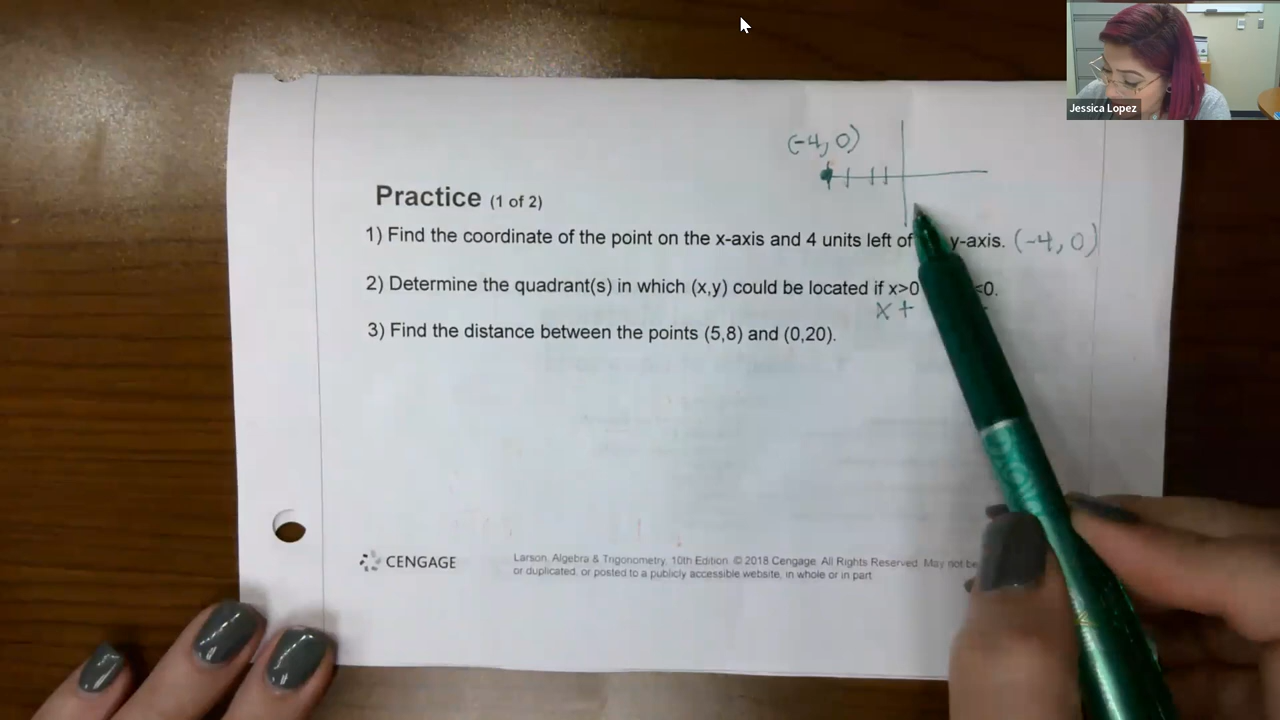 Jessica Lopez
(-4, 0)
Practice (1 of 2)
1) Find the coordinate of the point on the x-axis and 4 units left of y-axis. (-4, 0)
2) Determine the quadrant(s) in which (x,y) could be located if x>0 <0.
x +
3) Find the distance between the points (5,8) and (0,20).
CENGAGE
Larson, Algebra & Trigonometry, 10th Edition. © 2018 Cengage. All Rights Reserved. May not be
or duplicated, or posted to a publicly accessible website, in whole or in part